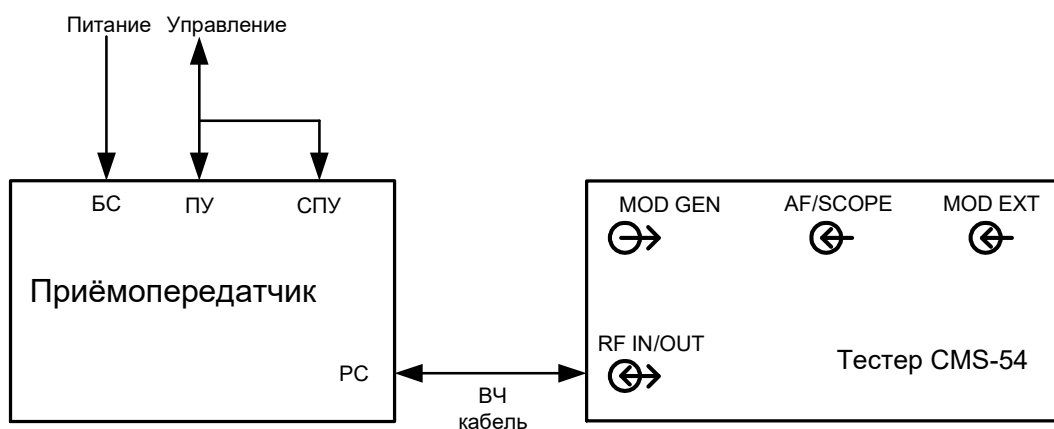 Питание Управление
БС ПУ СПУ
MOD GEN AF/SCOPE MOD EXT
Приёмопередатчик
RF IN/OUT
Тестер CMS-54
РС
ВЧ
кабель